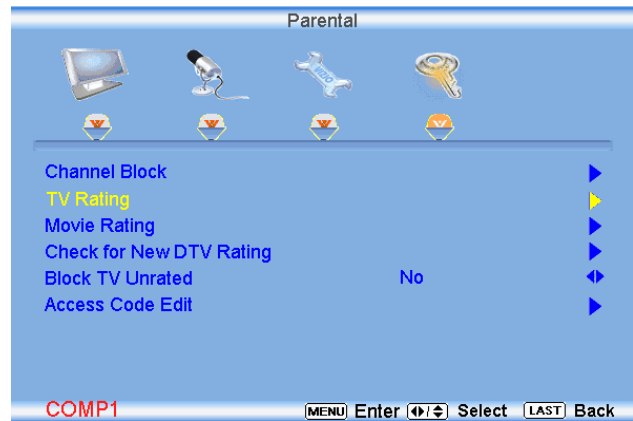 Parental
Channel Block
TV Rating
Movie Rating
Check for New DTV Rating
Block TV Unrated No
Access Code Edit
COMP1 MENU Enter Select LAST Back